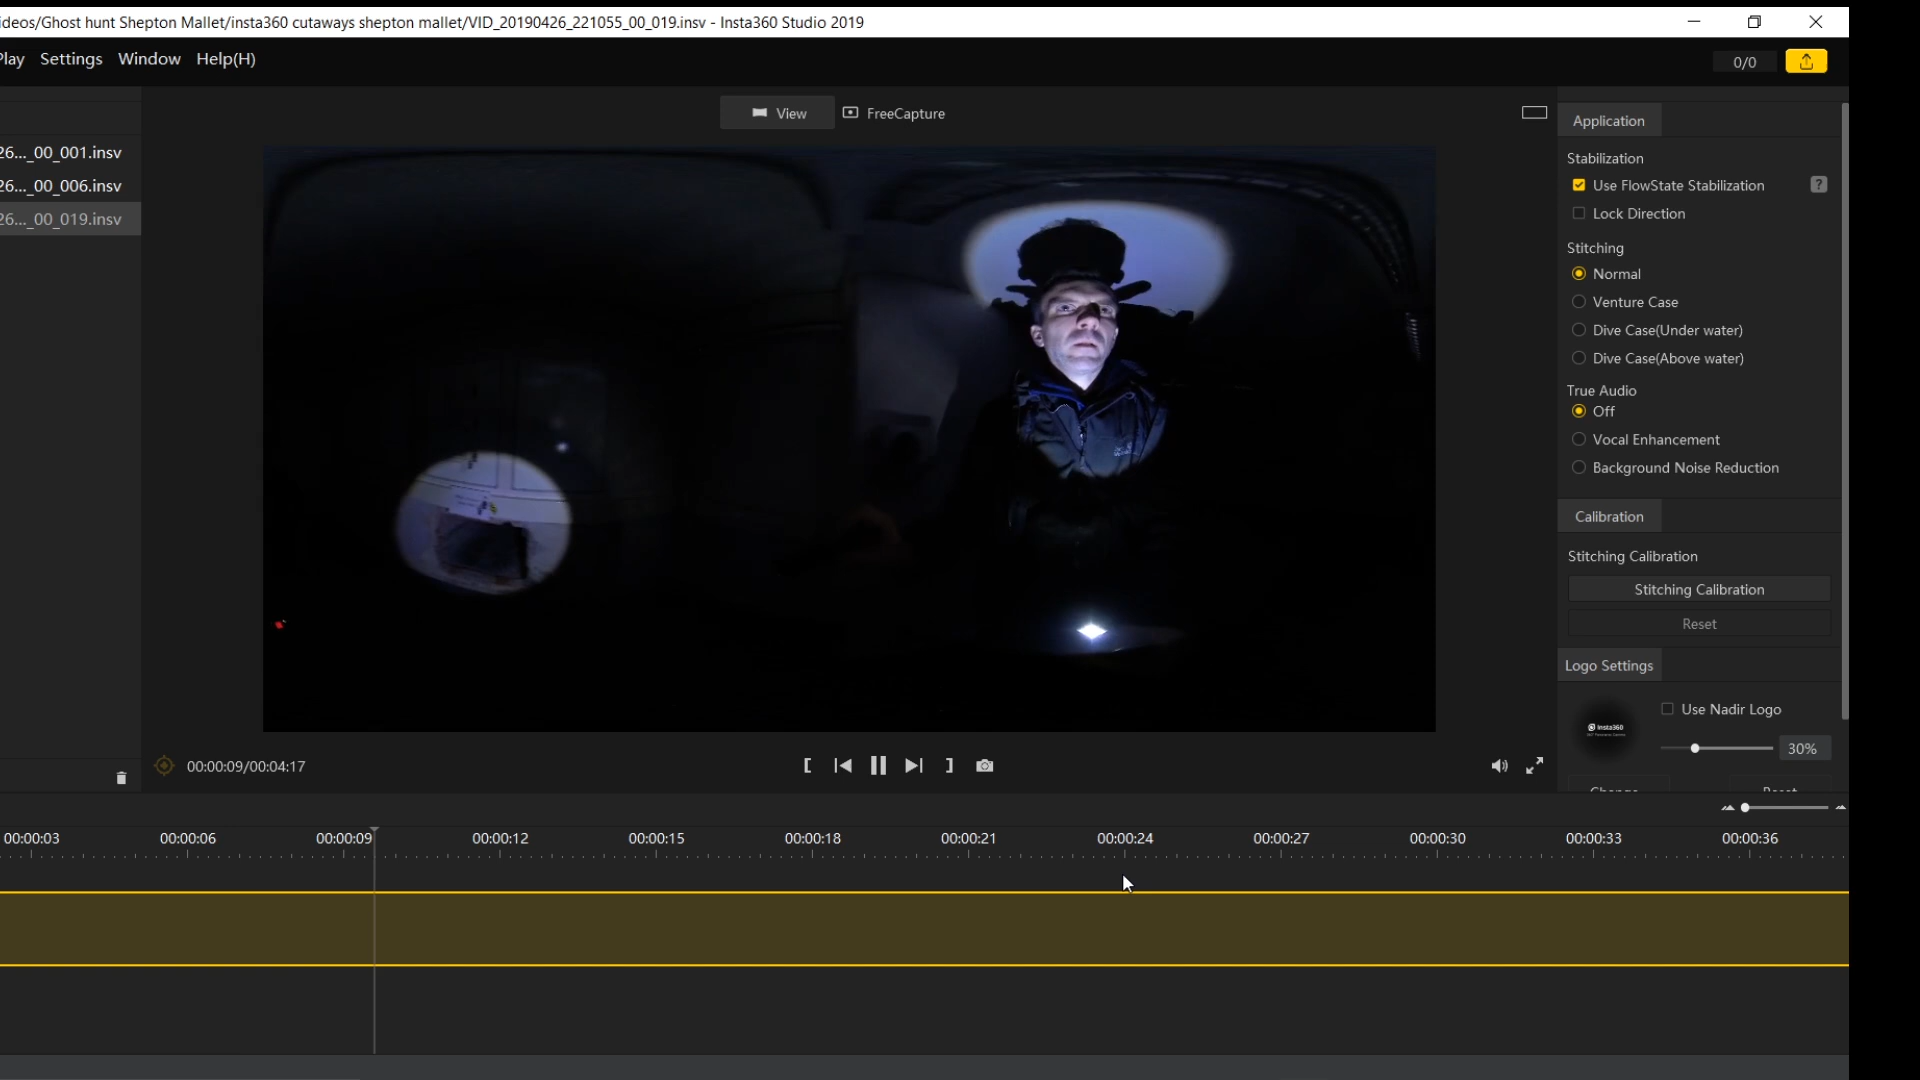 ideos/Ghost hunt Shepton Mallet/insta360 cutaways shepton mallet/VID_20190426_221055_00_019.insv - Insta360 Studio 2019
Play Settings Window Help(H)
0/0
View FreeCapture
26..._00_001.insv
26..._00_006.insv
26..._00_019.insv
Application
Stabilization
Use FlowState Stabilization ?
Lock Direction
Stitching
Normal
Venture Case
Dive Case(Under water)
Dive Case(Above water)
True Audio
Off
Vocal Enhancement
Background Noise Reduction
Calibration
Stitching Calibration
Stitching Calibration
Reset
Logo Settings
Use Nadir Logo
Insta360
30%
Change Reset
00:00:09/00:04:17
00:00:03 00:00:06 00:00:09 00:00:12 00:00:15 00:00:18 00:00:21 00:00:24 00:00:27 00:00:30 00:00:33 00:00:36